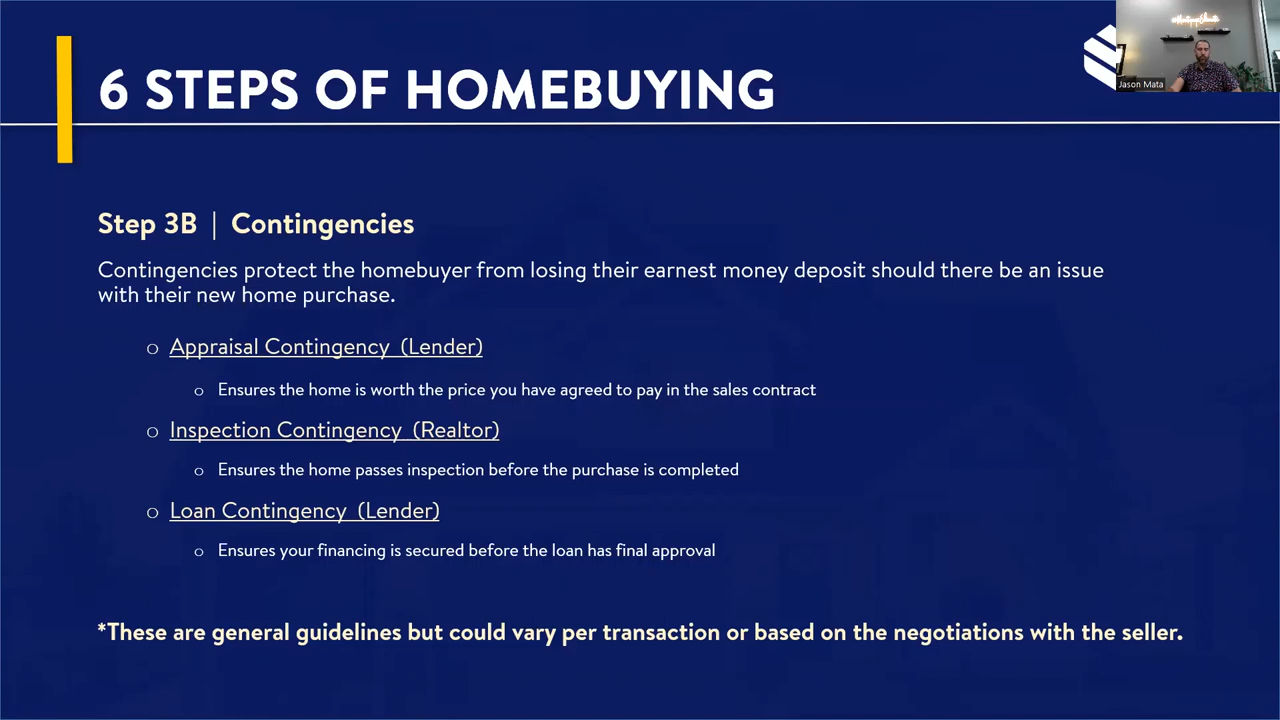 6 STEPS OF HOMEBUYING
Jason Mata
Step 3B | Contingencies
Contingencies protect the homebuyer from losing their earnest money deposit should there be an issue
with their new home purchase.
Appraisal Contingency (Lender)
Ensures the home is worth the price you have agreed to pay in the sales contract
Inspection Contingency (Realtor)
Ensures the home passes inspection before the purchase is completed
Loan Contingency (Lender)
Ensures your financing is secured before the loan has final approval
*These are general guidelines but could vary per transaction or based on the negotiations with the seller.